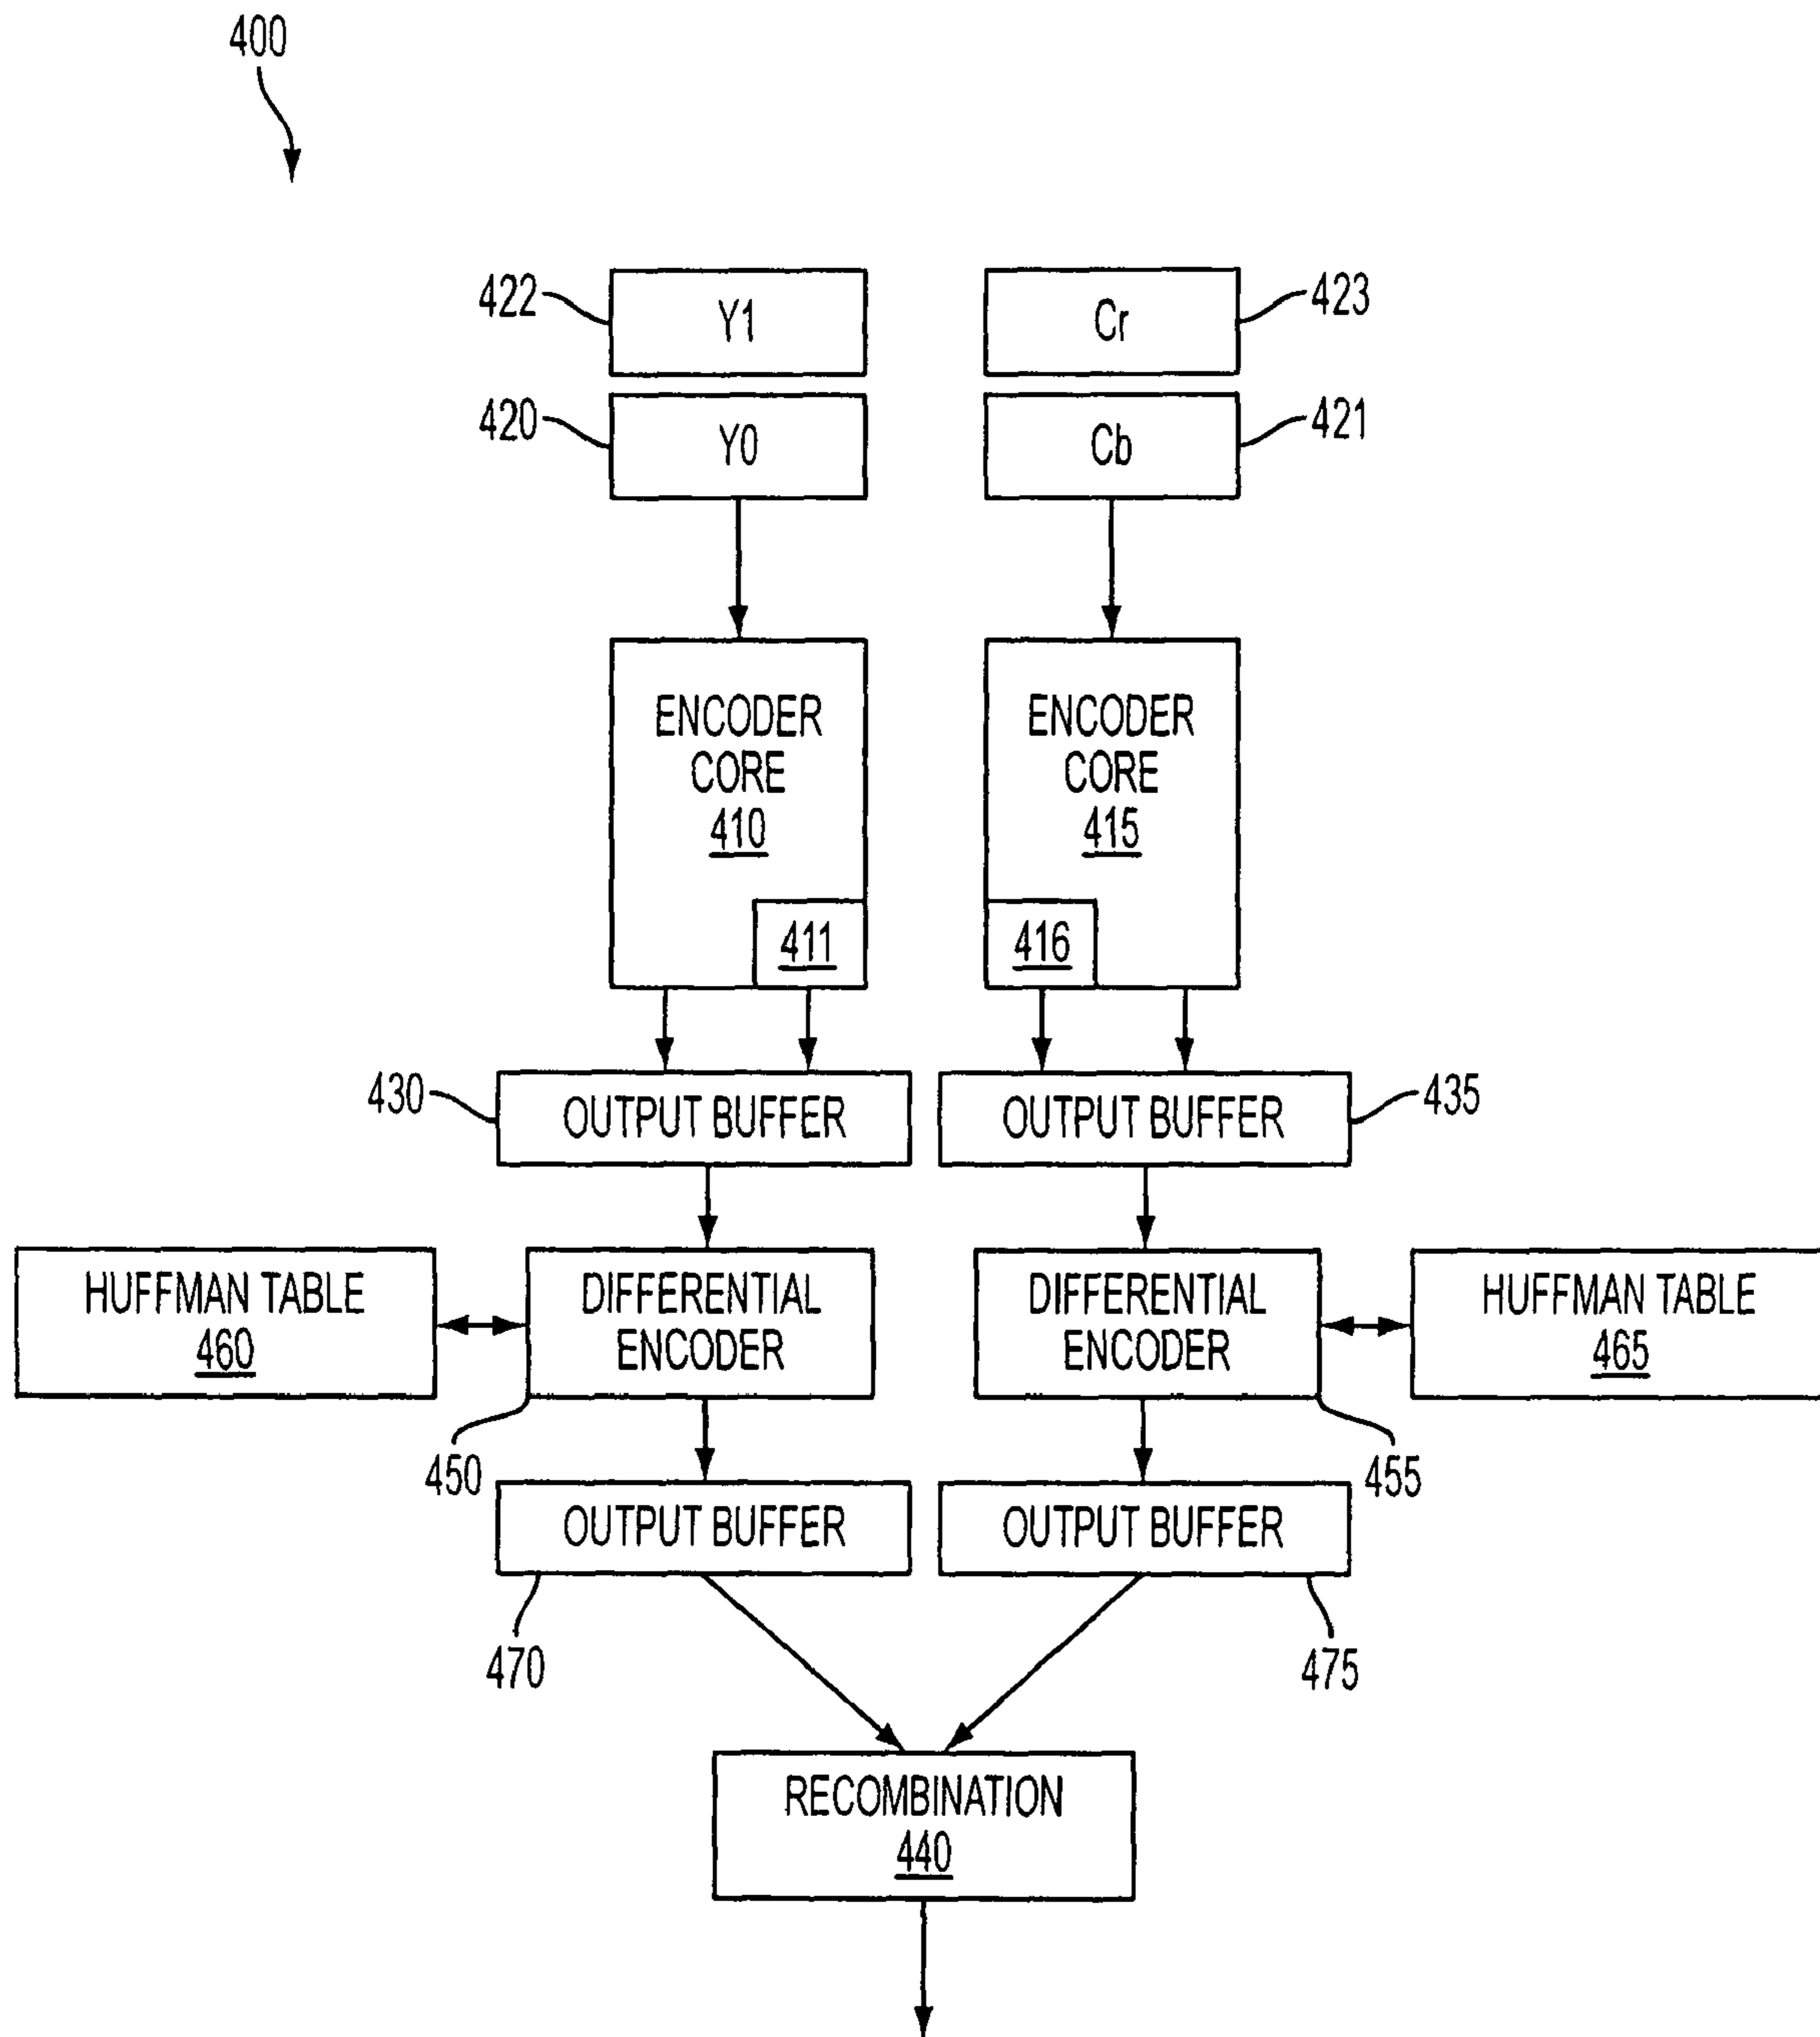 400
422
Y1
Cr
423
420
Y0
Cb
421
ENCODER
CORE
410
411
ENCODER
CORE
415
416
430
OUTPUT BUFFER
OUTPUT BUFFER
435
HUFFMAN TABLE
460
DIFFERENTIAL
ENCODER
DIFFERENTIAL
ENCODER
HUFFMAN TABLE
465
450
455
OUTPUT BUFFER
OUTPUT BUFFER
470
475
RECOMBINATION
440